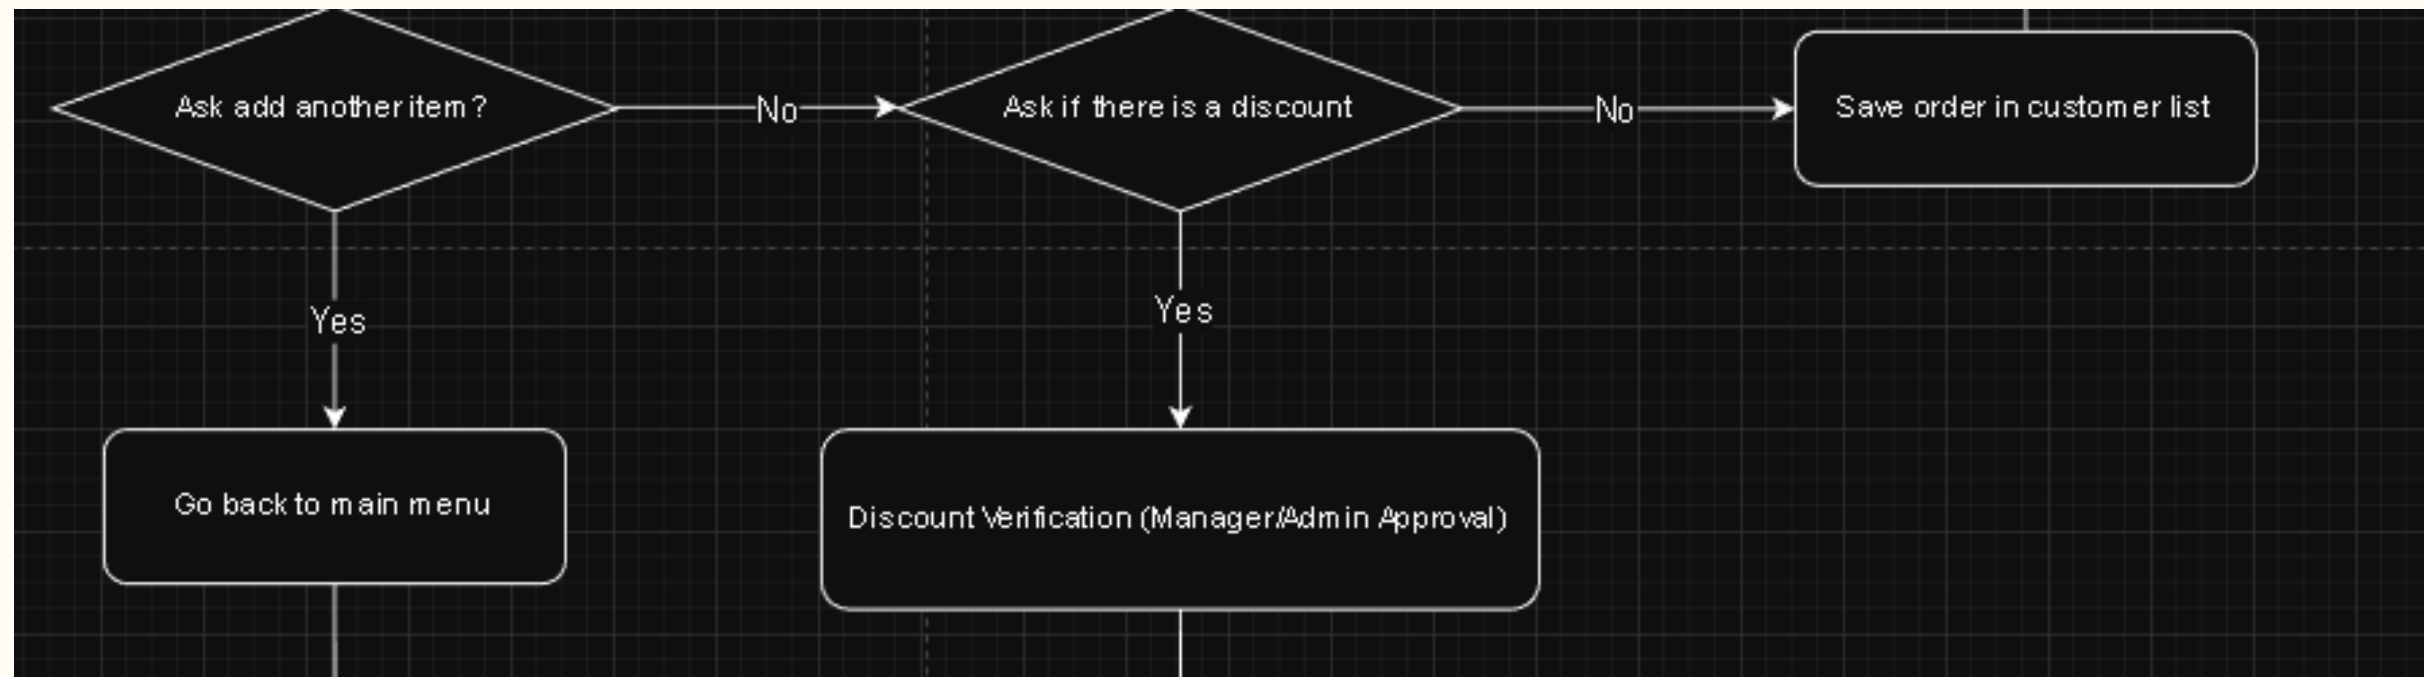 Ask add another item?
No
Ask if there is a discount
No
Save order in customer list
Yes
Yes
Go back to main menu
Discount Verification (Manager/Admin Approval)